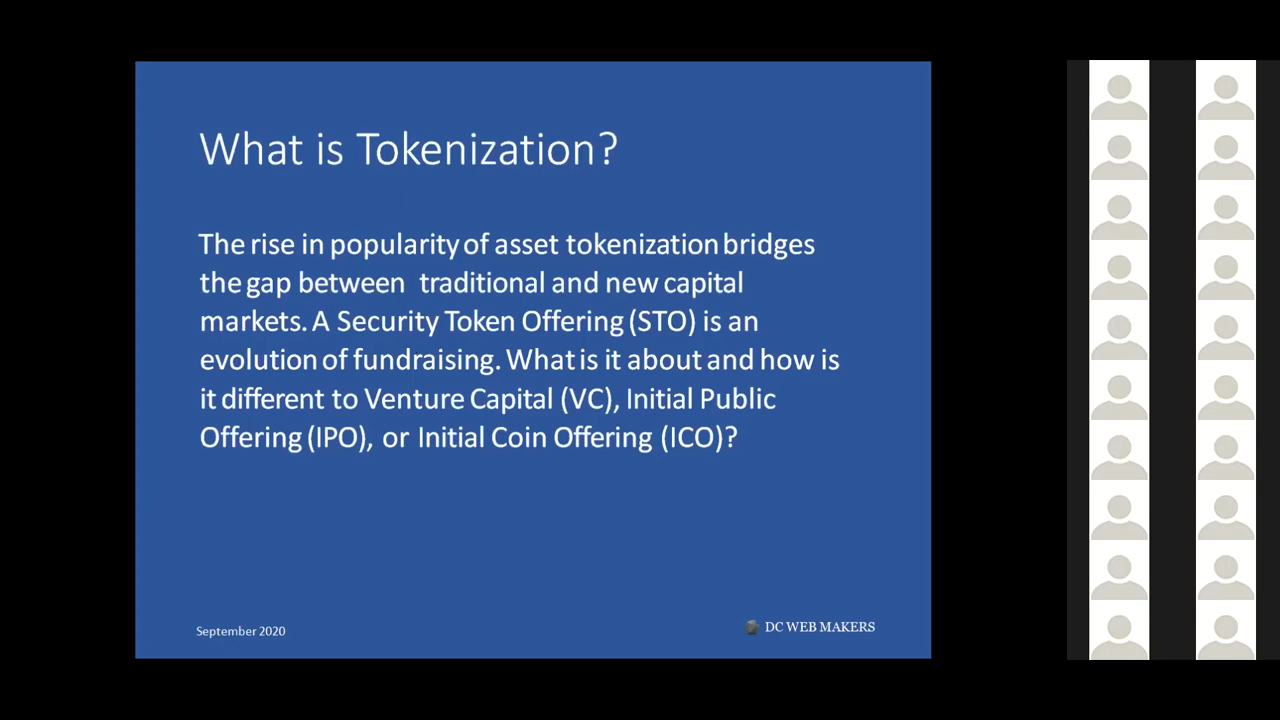 What is Tokenization?
The rise in popularity of asset tokenization bridges
the gap between traditional and new capital
markets. A Security Token Offering (STO) is an
evolution of fundraising. What is it about and how is
it different to Venture Capital (VC), Initial Public
Offering (IPO), or Initial Coin Offering (ICO)?
September 2020
DC WEB MAKERS